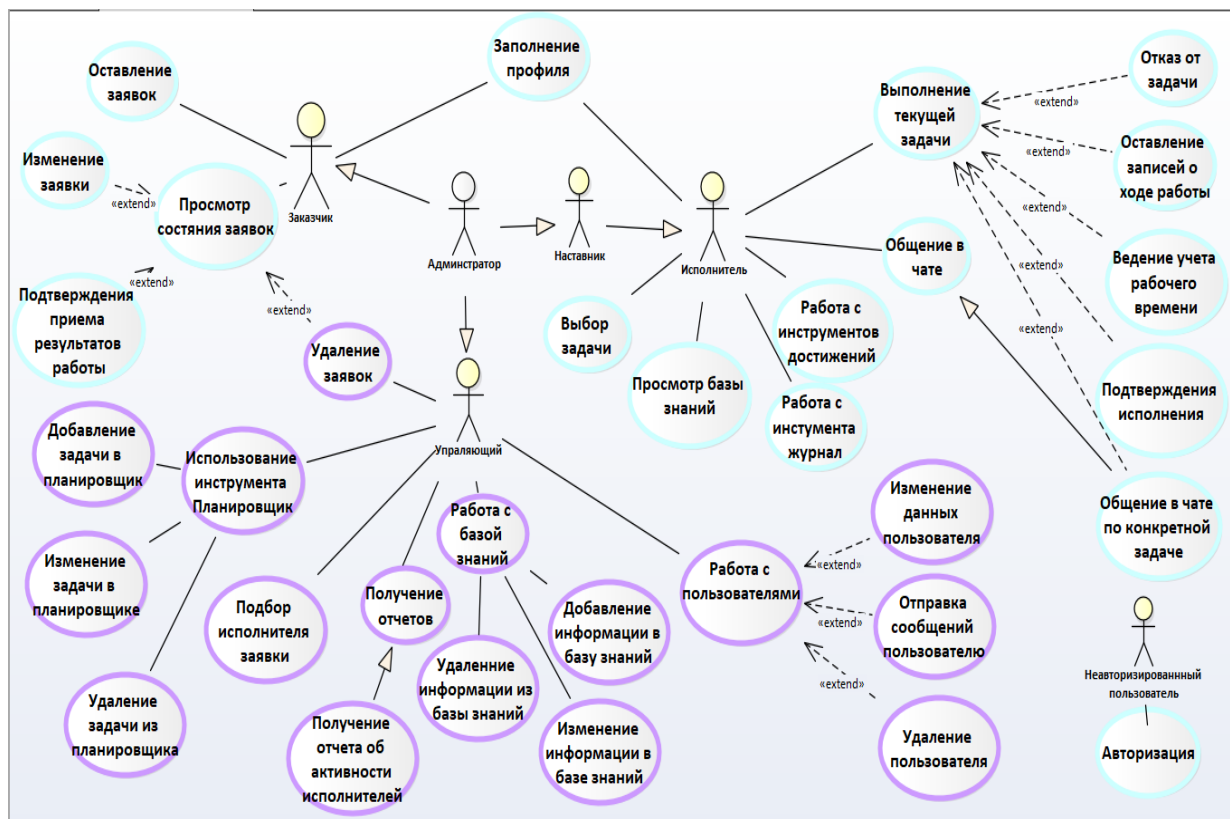 Оставление
заявок
Заполнение
профиля
Отказ от
задачи
Выполнение
текущей
задачи
«extend»
Изменение
заявки
«extend»
Просмотр
состяния заявок
Заказчик
Оставление
записей о
ходе работы
«extend»
Админстратор
Наставник
Исполнитель
Общение в
чате
«extend»
Ведение учета
рабочего
времени
«extend»
Подтверждения
приема
результатов
работы
«extend»
«extend»
Удаление
заявок
Выбор
задачи
Работа с
инструментов
достижений
Просмотр базы
знаний
Работа с
инстумента
журнал
«extend»
Подтверждения
исполнения
«extend»
Упраляющий
Добавление
задачи в
планировщик
Использование
инструмента
Планировщик
Общение в чате
по конкретной
задаче
Изменение
данных
пользователя
«extend»
Работа с
базой
знаний
Изменение
задачи в
планировщике
Подбор
исполнителя
заявки
Получение
отчетов
Добавление
информации в
базу знаний
Работа с
пользователями
Отправка
сообщений
пользователю
«extend»
Удаленние
информации из
базы знаний
Неавторизированнный
пользователь
«extend»
Удаление
задачи из
планировщика
Получение
отчета об
активности
исполнителей
Изменение
информации в
базе знаний
Удаление
пользователя
Авторизация